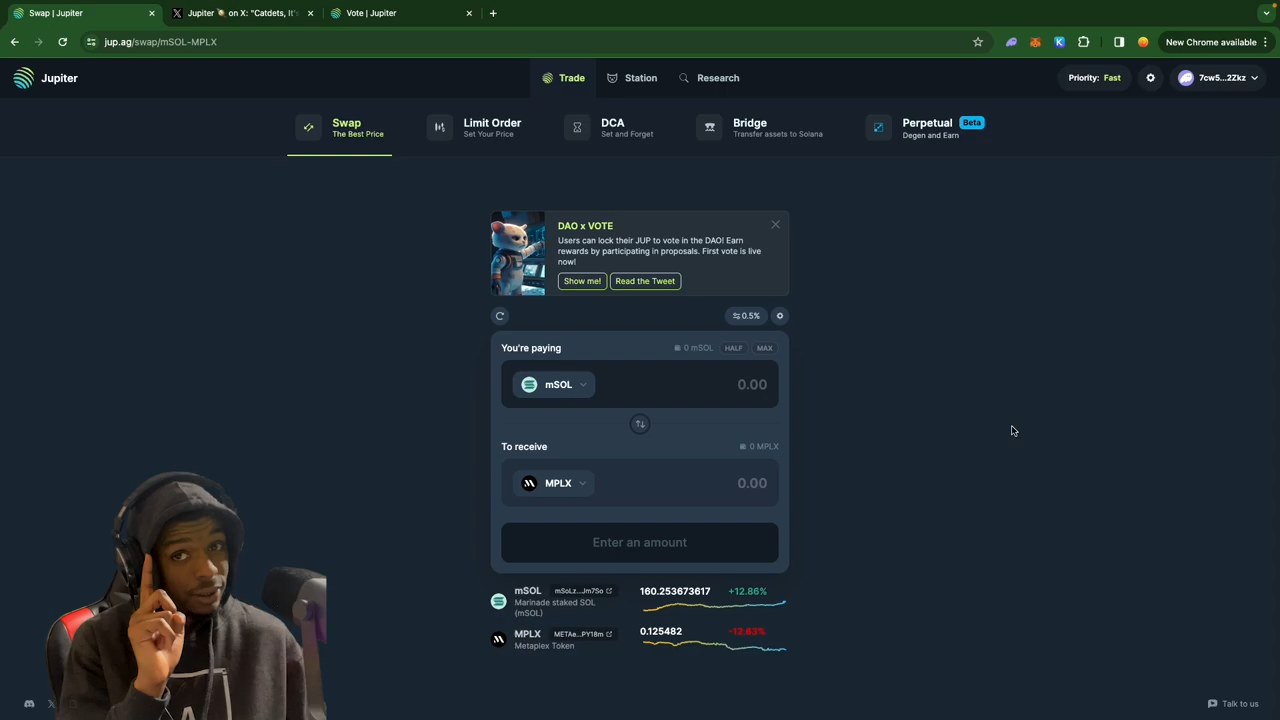 Swap | Jupiter
Jupiter on X: "Catdets, It's
Vote | Jupiter
jup.ag/swap/mSOL-MPLX
New Chrome available
Jupiter
Trade
Station
Research
Priority: Fast
7cw5...2Zkz
Swap
The Best Price
Limit Order
Set Your Price
DCA
Set and Forget
Bridge
Transfer assets to Solana
Perpetual Beta
Degen and Earn
DAO x VOTE
Users can lock their JUP to vote in the DAO! Earn
rewards by participating in proposals. First vote is live
now!
Show me! Read the Tweet
0.5%
You're paying
0 mSOL HALF MAX
mSOL
0.00
To receive
0 MPLX
MPLX
0.00
Enter an amount
mSOL mSoLz...Jm7So
Marinade staked SOL
(mSOL)
160.253673617 +12.86%
MPLX METAe...PY18m
Metaplex Token
0.125482 -12.63%
Talk to us